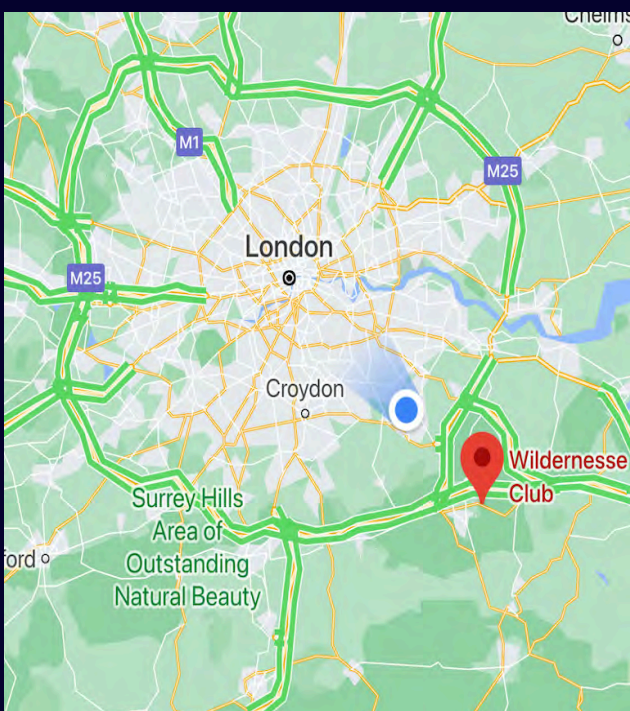 Chelms
M1
M25
London
M25
Croydon
Wildernesse
Club
Surrey Hills
Area of
Outstanding
Natural Beauty
ford